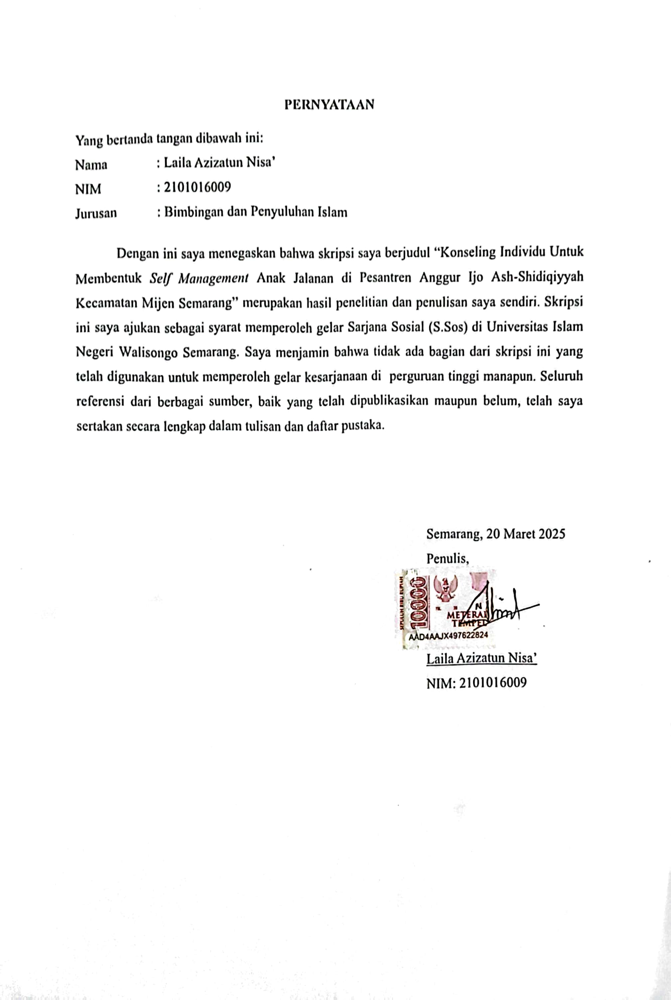 PERNYATAAN
Yang bertanda tangan dibawah ini:
Nama : Laila Azizatun Nisa’
NIM : 2101016009
Jurusan : Bimbingan dan Penyuluhan Islam
Dengan ini saya menegaskan bahwa skripsi saya berjudul “Konseling Individu Untuk
Membentuk Self Management Anak Jalanan di Pesantren Anggur Ijo Ash-Shidiqiyyah
Kecamatan Mijen Semarang” merupakan hasil penelitian dan penulisan saya sendiri. Skripsi
ini saya ajukan sebagai syarat memperoleh gelar Sarjana Sosial (S.Sos) di Universitas Islam
Negeri Walisongo Semarang. Saya menjamin bahwa tidak ada bagian dari skripsi ini yang
telah digunakan untuk memperoleh gelar kesarjanaan di perguruan tinggi manapun. Seluruh
referensi dari berbagai sumber, baik yang telah dipublikasikan maupun belum, telah saya
sertakan secara lengkap dalam tulisan dan daftar pustaka.
Semarang, 20 Maret 2025
Penulis,
SEPULUH RIBU RUPIAH
10000
METERAI
TEMPEL
AAD4AAJX497622824
Laila Azizatun Nisa’
NIM: 2101016009